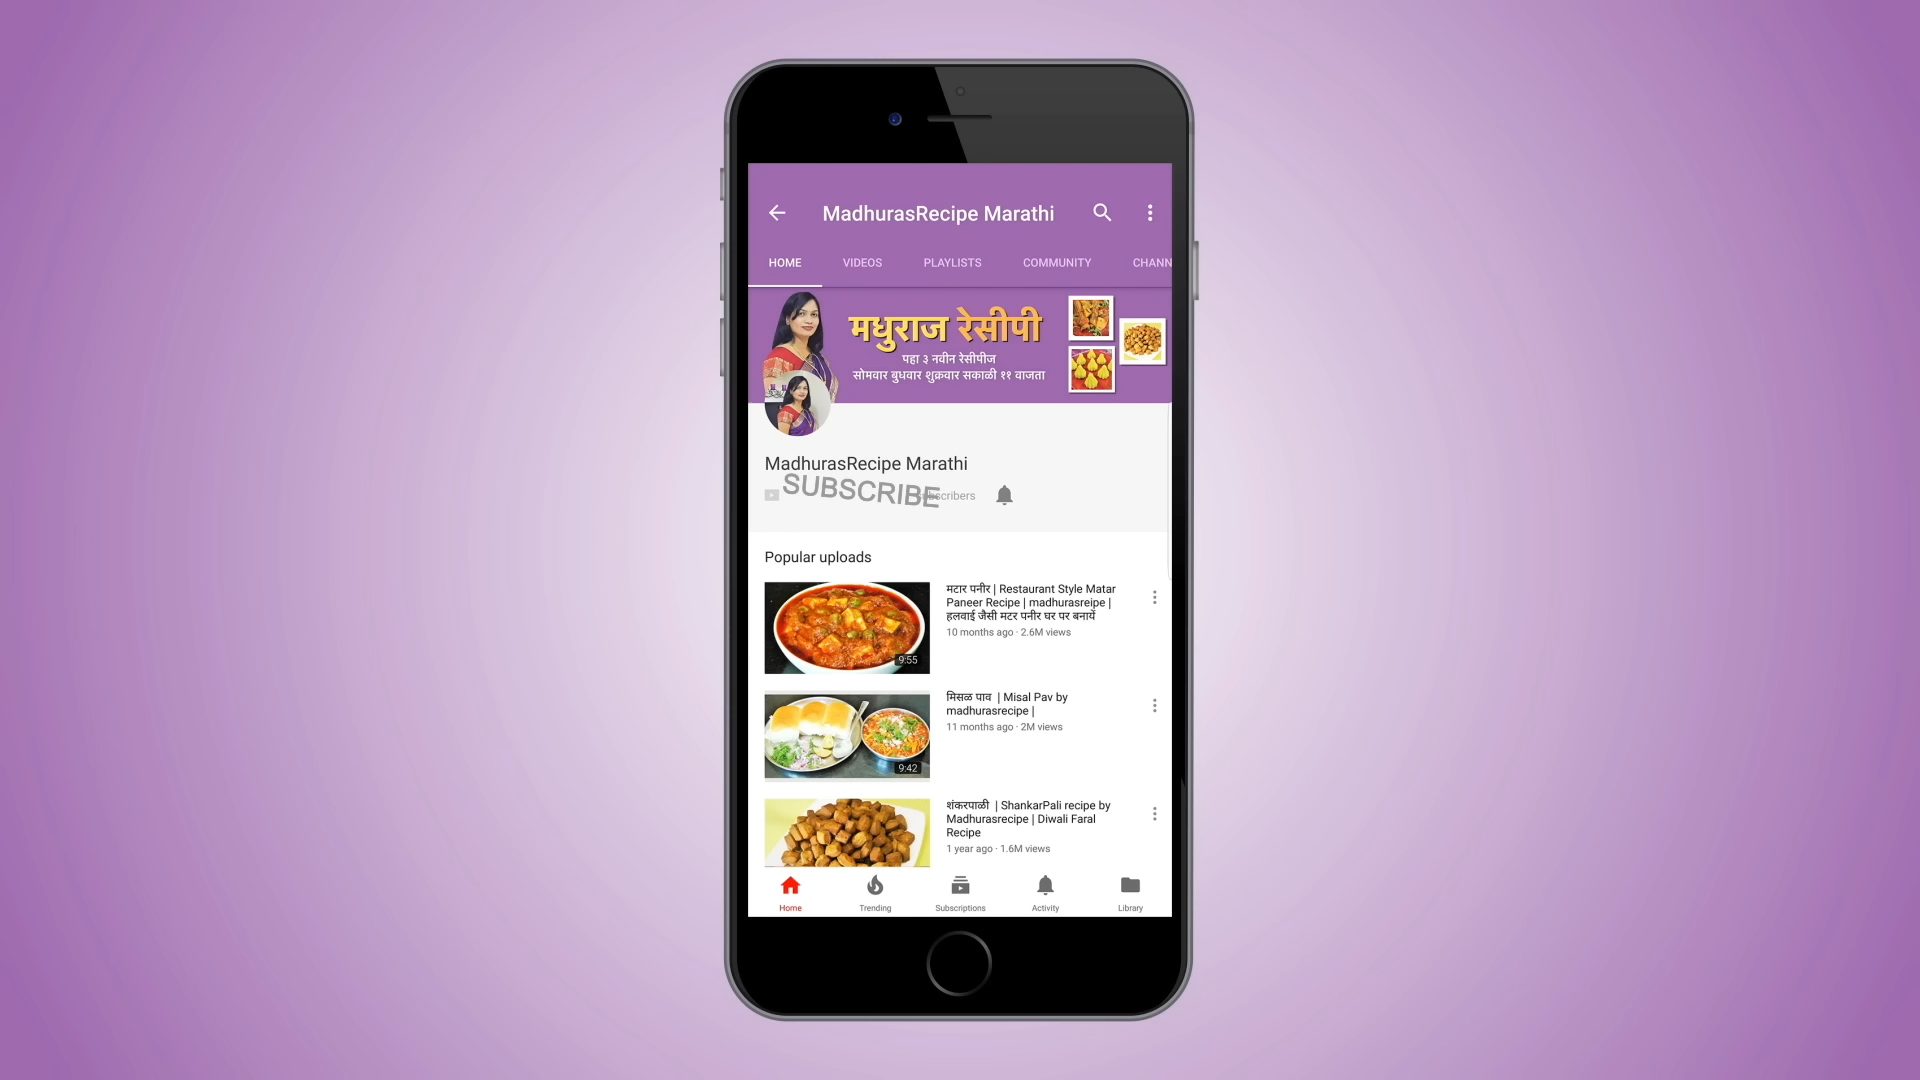 MadhurasRecipe Marathi
HOME VIDEOS PLAYLISTS COMMUNITY CHANN
मधुराज रेसीपी
पहा ३ नवीन रेसीपीज
सोमवार बुधवार शुक्रवार सकाळी ११ वाजता
MadhurasRecipe Marathi
SUBSCRIBE
subscribers
Popular uploads
मटार पनीर | Restaurant Style Matar
Paneer Recipe | madhurasreipe |
हलवाई जैसी मटर पनीर घर पर बनायें
10 months ago · 2.6M views
9:55
मिसळ पाव | Misal Pav by
madhurasrecipe |
11 months ago · 2M views
9:42
शंकरपाळी | ShankarPali recipe by
Madhurasrecipe | Diwali Faral
Recipe
1 year ago · 1.6M views
Home Trending Subscriptions Activity Library